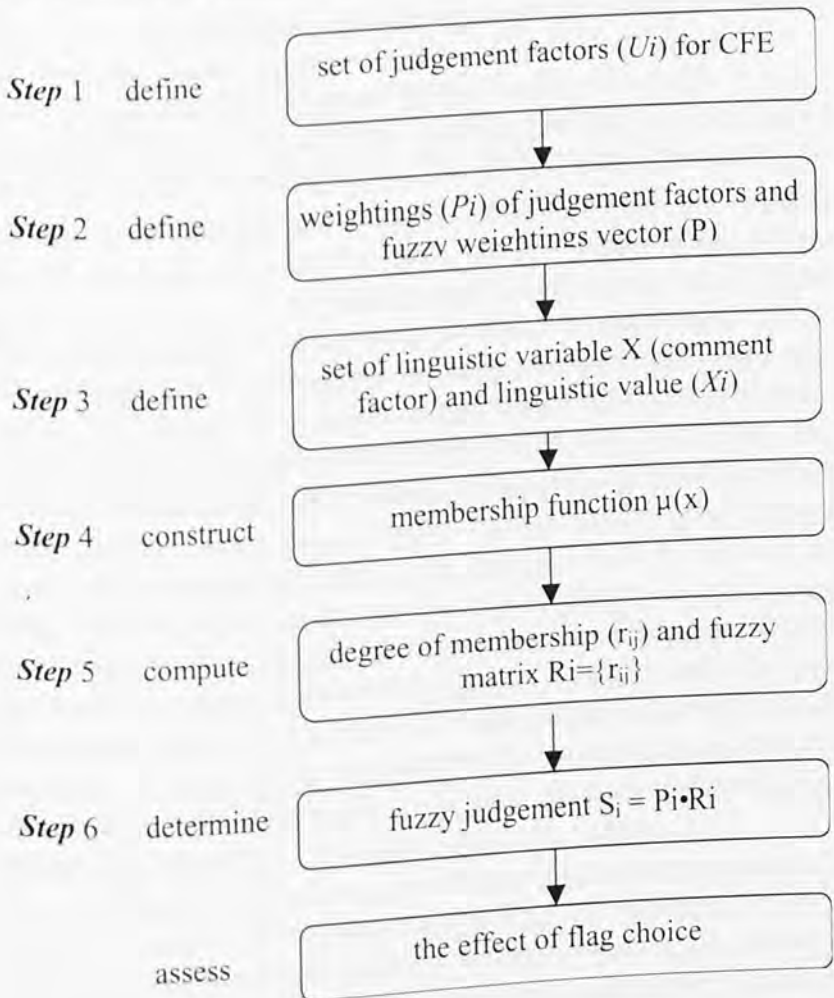 set of judgement factors (Ui) for CFE
Step 1 define
weightings (Pi) of judgement factors and
Step 2 define
fuzzy weightings vector (P)
set of linguistic variable X (comment
Step 3 define
factor) and linguistic value (Xi)
membership function μ(x)
Step 4 construct
degree of membership (rij) and fuzzy
Step 5 compute
matrix Ri={rij}
fuzzy judgement Si = Pi•Ri
Step 6 determine
the effect of flag choice
assess